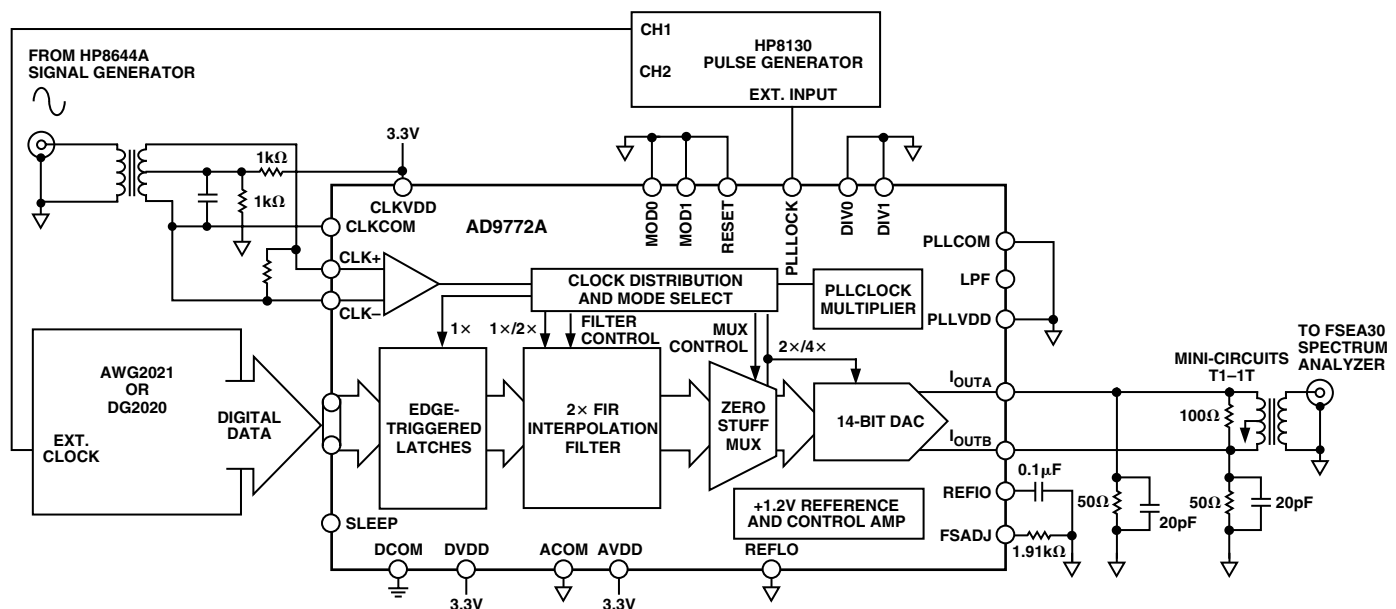 FROM HP8644A
SIGNAL GENERATOR
CH1
CH2
HP8130
PULSE GENERATOR
EXT. INPUT
3.3V
1kΩ
1kΩ
CLKVDD
CLKCOM
AD9772A
MOD0
MOD1
RESET
PLLLOCK
DIV0
DIV1
CLK+
CLK–
CLOCK DISTRIBUTION
AND MODE SELECT
PLLCLOCK
MULTIPLIER
PLLCOM
LPF
PLLVDD
1×
1×/2×
FILTER
CONTROL
MUX
CONTROL
2×/4×
AWG2021
OR
DG2020
EXT.
CLOCK
DIGITAL
DATA
EDGE-
TRIGGERED
LATCHES
2× FIR
INTERPOLATION
FILTER
ZERO
STUFF
MUX
14-BIT DAC
IOUTA
IOUTB
MINI-CIRCUITS
T1–1T
TO FSEA30
SPECTRUM
ANALYZER
100Ω
0.1µF
REFIO
FSADJ
1.91kΩ
50Ω
20pF
50Ω
20pF
+1.2V REFERENCE
AND CONTROL AMP
SLEEP
DCOM
DVDD
ACOM
AVDD
REFLO
3.3V
3.3V